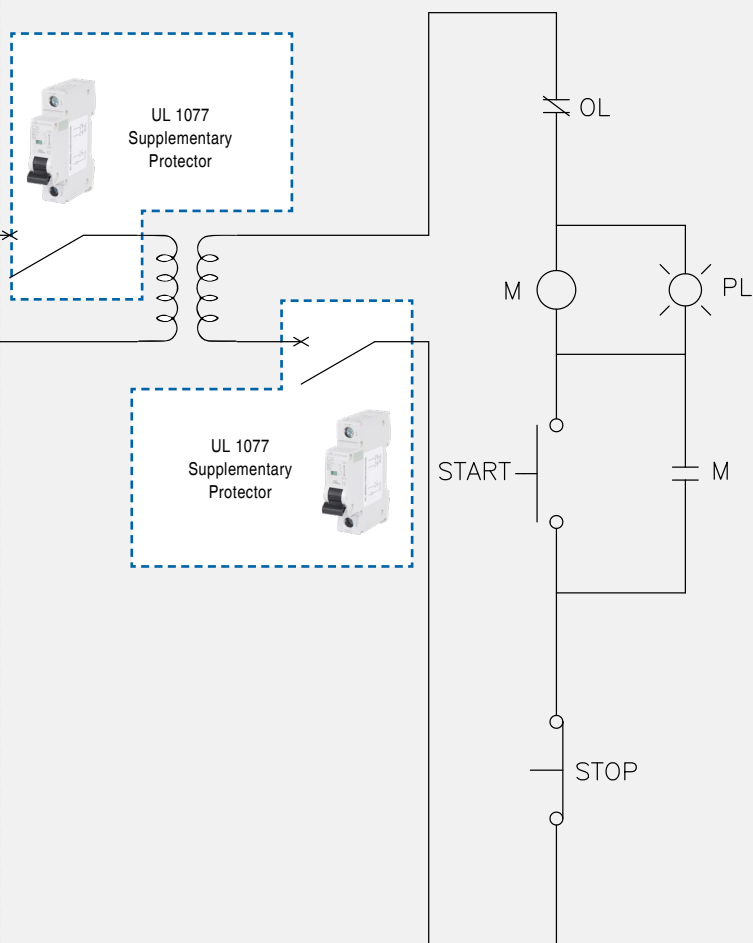 UL 1077
Supplementary
Protector
OL
M
PL
UL 1077
Supplementary
Protector
START
M
STOP